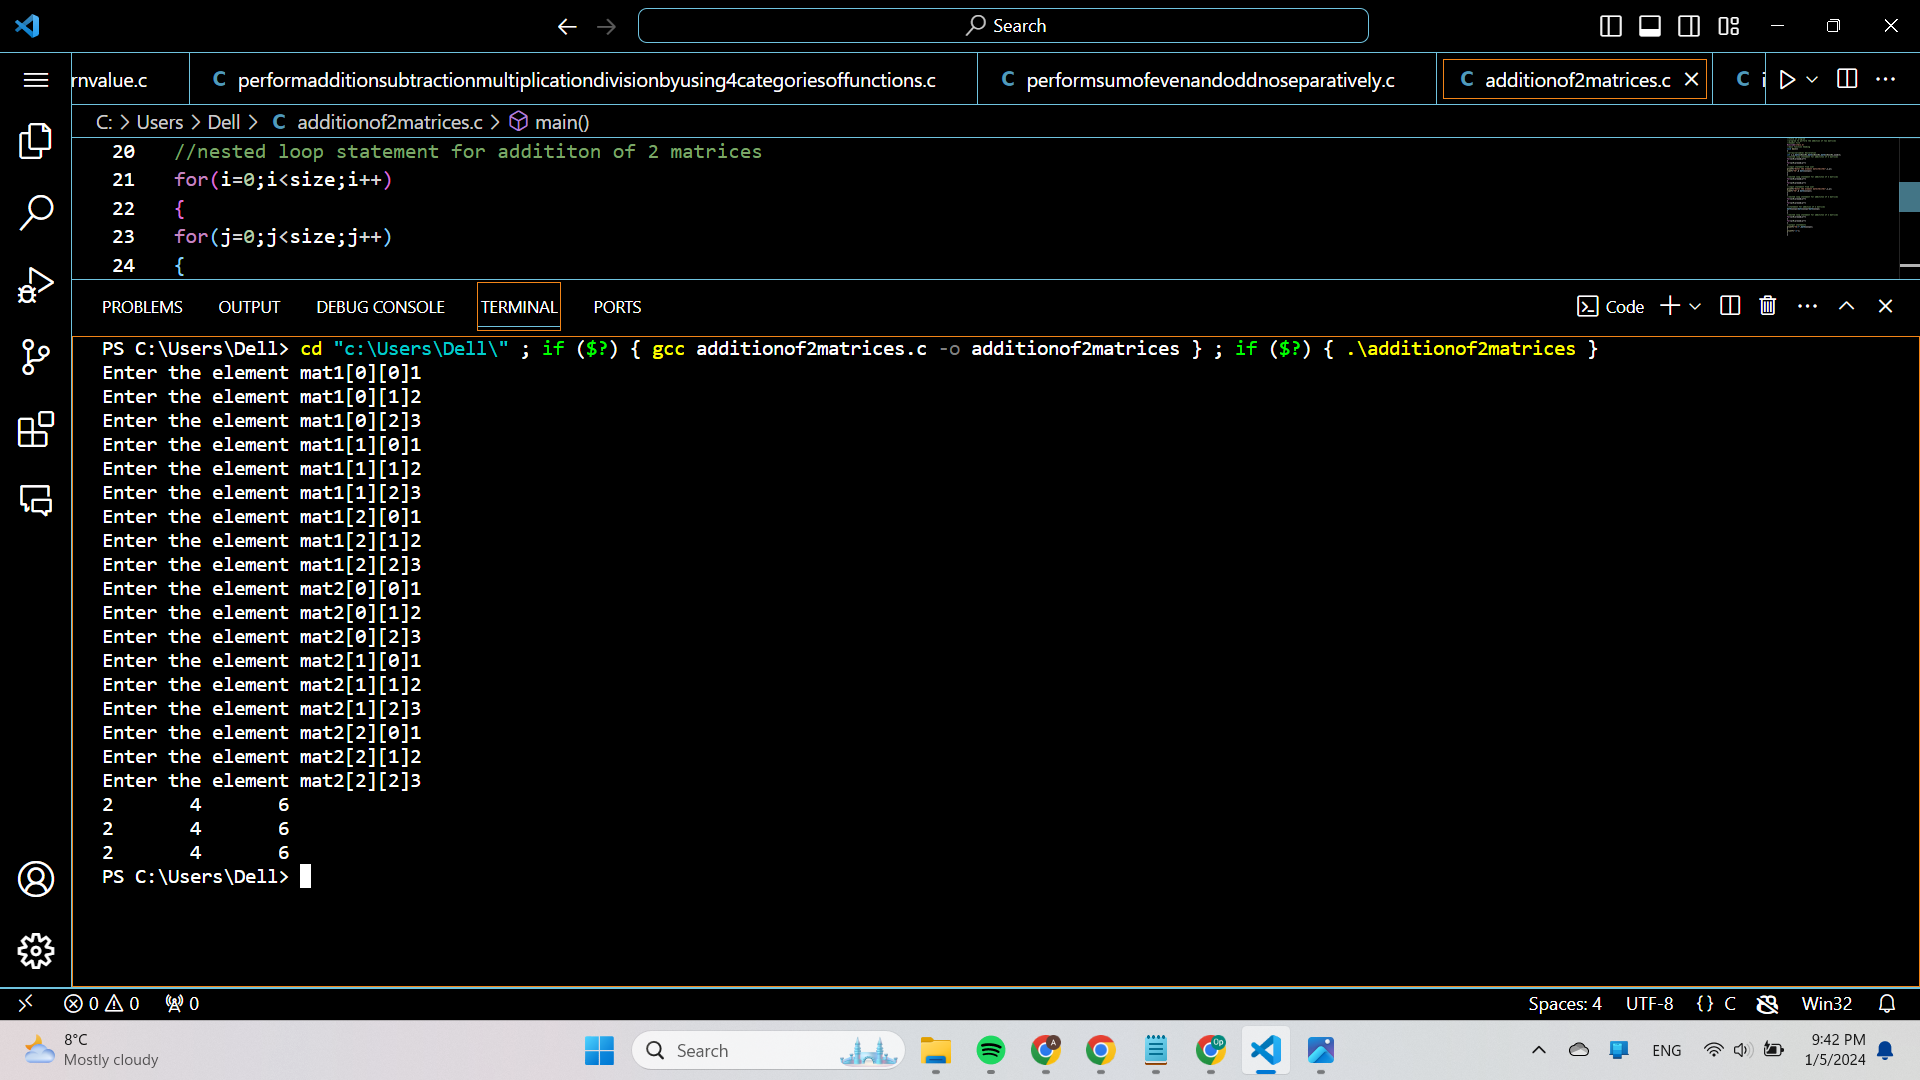 Search
rnvalue.c
C performadditionsubtractionmultiplicationdivisionbyusing4categoriesoffunctions.c
C performsumofevenandoddnoseparatively.c
C additionof2matrices.c
C
C: > Users > Dell > C additionof2matrices.c > main()
20 //nested loop statement for addititon of 2 matrices
21 for(i=0;i<size;i++)
22 {
23 for(j=0;j<size;j++)
24 {
PROBLEMS OUTPUT DEBUG CONSOLE TERMINAL PORTS
Code
PS C:\Users\Dell> cd "c:\Users\Dell\" ; if ($?) { gcc additionof2matrices.c -o additionof2matrices } ; if ($?) { .\additionof2matrices }
Enter the element mat1[0][0]1
Enter the element mat1[0][1]2
Enter the element mat1[0][2]3
Enter the element mat1[1][0]1
Enter the element mat1[1][1]2
Enter the element mat1[1][2]3
Enter the element mat1[2][0]1
Enter the element mat1[2][1]2
Enter the element mat1[2][2]3
Enter the element mat2[0][0]1
Enter the element mat2[0][1]2
Enter the element mat2[0][2]3
Enter the element mat2[1][0]1
Enter the element mat2[1][1]2
Enter the element mat2[1][2]3
Enter the element mat2[2][0]1
Enter the element mat2[2][1]2
Enter the element mat2[2][2]3
2 4 6
2 4 6
2 4 6
PS C:\Users\Dell>
0 0 0
Spaces: 4 UTF-8 {} C Win32
8°C
Mostly cloudy
Search
A
Op
ENG
9:42 PM
1/5/2024